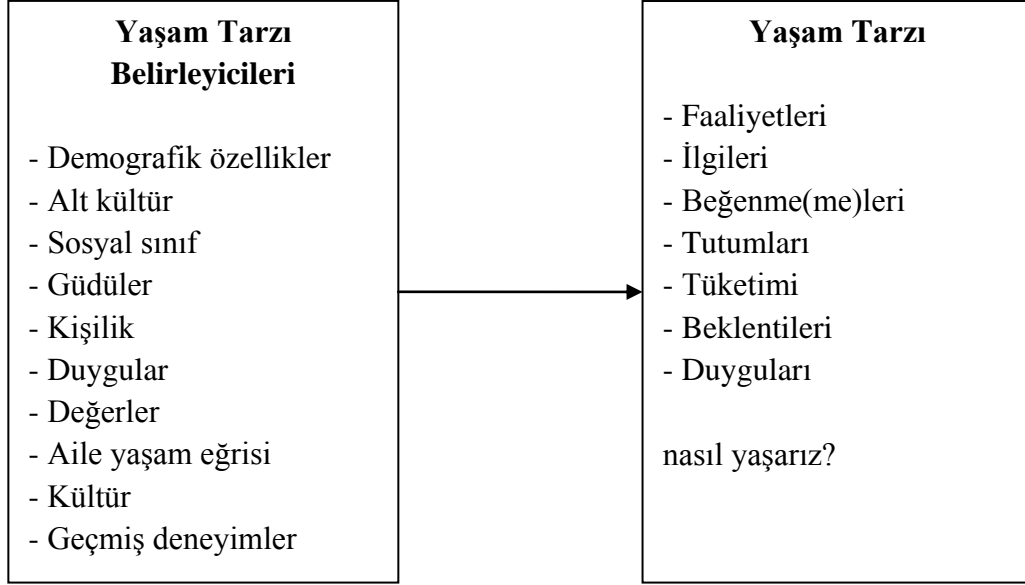 Yaşam Tarzı
Belirleyicileri
- Demografik özellikler
- Alt kültür
- Sosyal sınıf
- Güdüler
- Kişilik
- Duygular
- Değerler
- Aile yaşam eğrisi
- Kültür
- Geçmiş deneyimler
Yaşam Tarzı
- Faaliyetleri
- İlgileri
- Beğenme(me)leri
- Tutumları
- Tüketimi
- Beklentileri
- Duyguları
nasıl yaşarız?